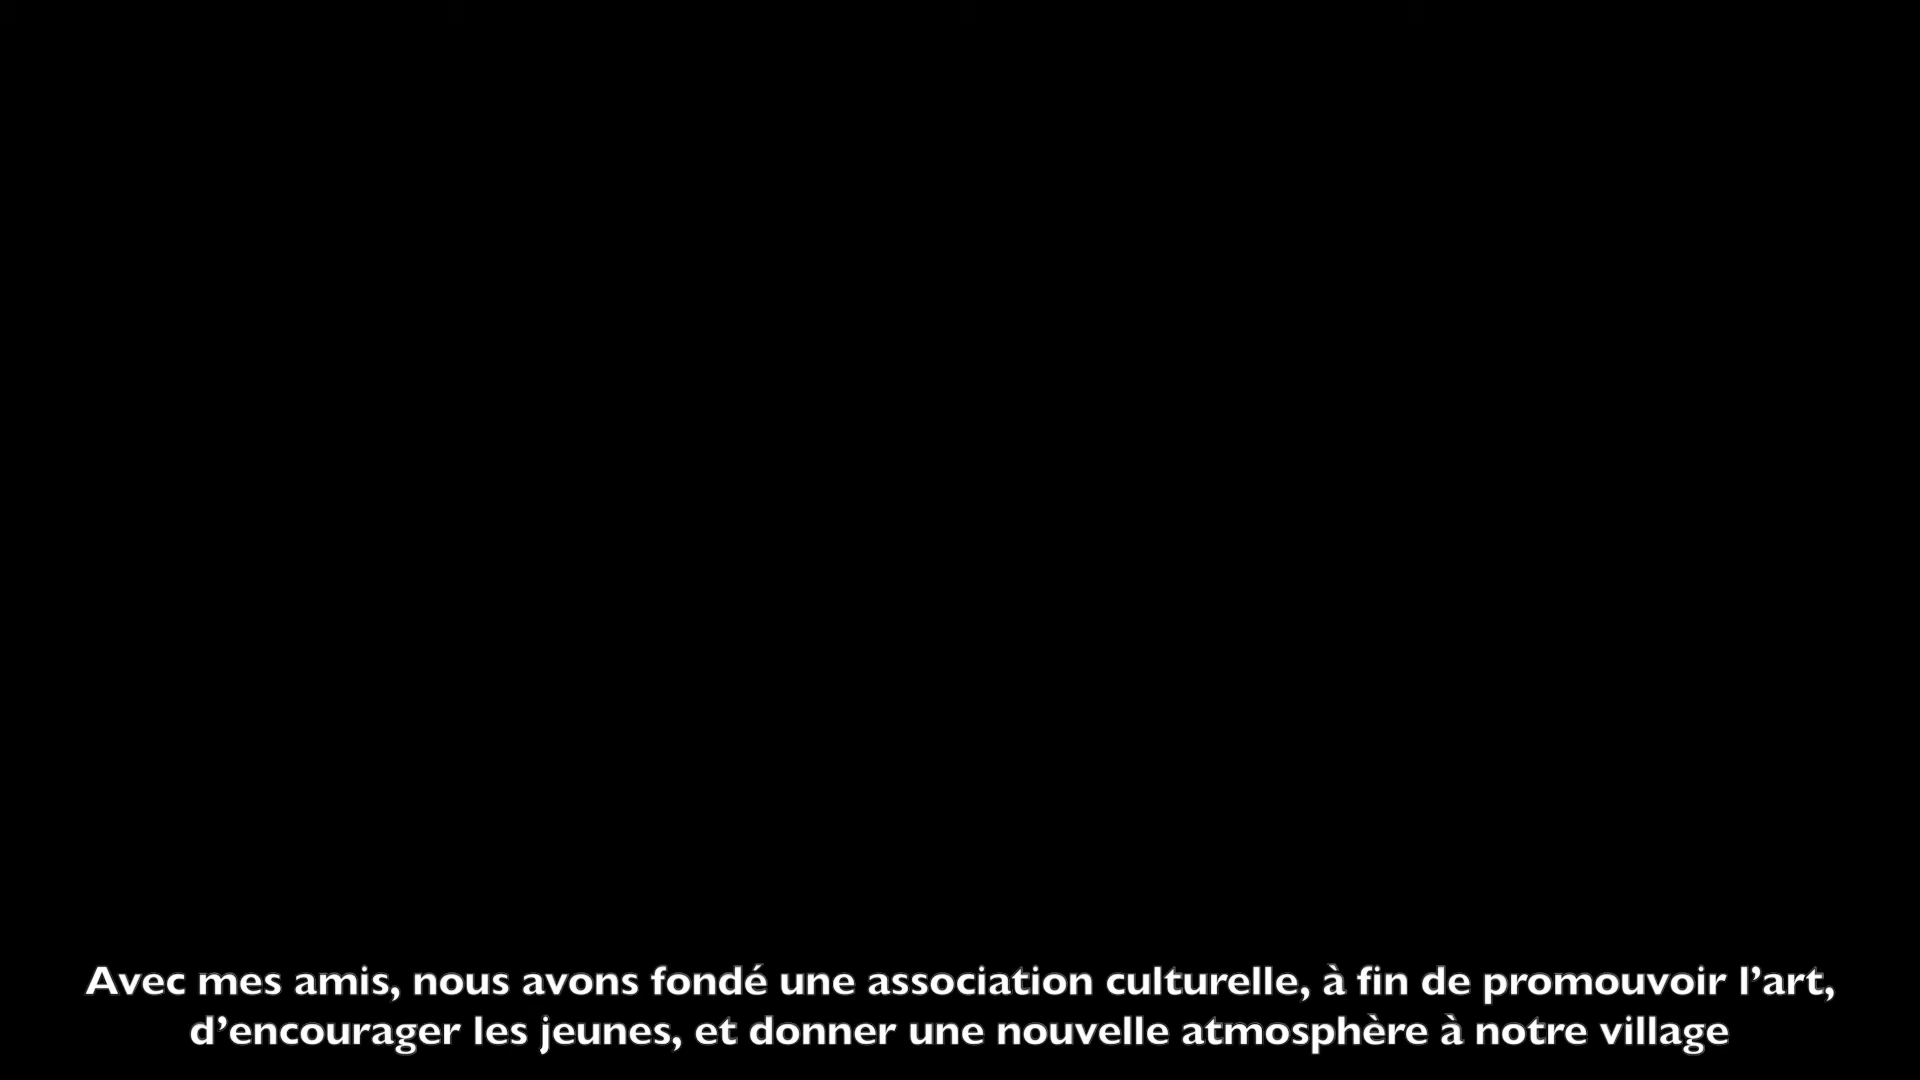 Avec mes amis, nous avons fondé une association culturelle, à fin de promouvoir l’art,
d’encourager les jeunes, et donner une nouvelle atmosphère à notre village